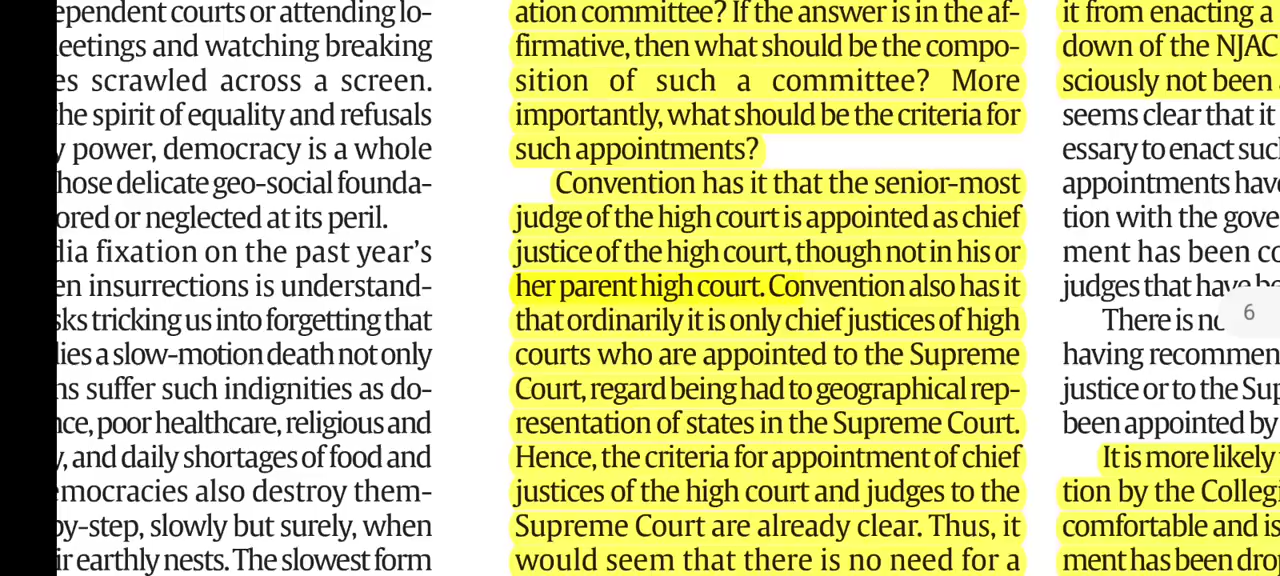 ependent courts or attending lo-
eetings and watching breaking
es scrawled across a screen.
the spirit of equality and refusals
y power, democracy is a whole
hose delicate geo-social founda-
ored or neglected at its peril.
dia fixation on the past year's
en insurrections is understand-
sks tricking us into forgetting that
lies a slow-motion death not only
ns suffer such indignities as do-
nce, poor healthcare, religious and
y, and daily shortages of food and
emocracies also destroy them-
by-step, slowly but surely, when
ir earthly nests. The slowest form
ation committee? If the answer is in the af-
firmative, then what should be the compo-
sition of such a committee? More
importantly, what should be the criteria for
such appointments?
Convention has it that the senior-most
judge of the high court is appointed as chief
justice of the high court, though not in his or
her parent high court. Convention also has it
that ordinarily it is only chief justices of high
courts who are appointed to the Supreme
Court, regard being had to geographical rep-
resentation of states in the Supreme Court.
Hence, the criteria for appointment of chief
justices of the high court and judges to the
Supreme Court are already clear. Thus, it
would seem that there is no need for a
it from enacting a
down of the NJAC
sciously not been
seems clear that it
essary to enact suc
appointments hav
tion with the gove
ment has been co
judges that have be
There is no
having recommen
justice or to the Sup
been appointed by
It is more likely
tion by the Collegi
comfortable and is
ment has been dro
6